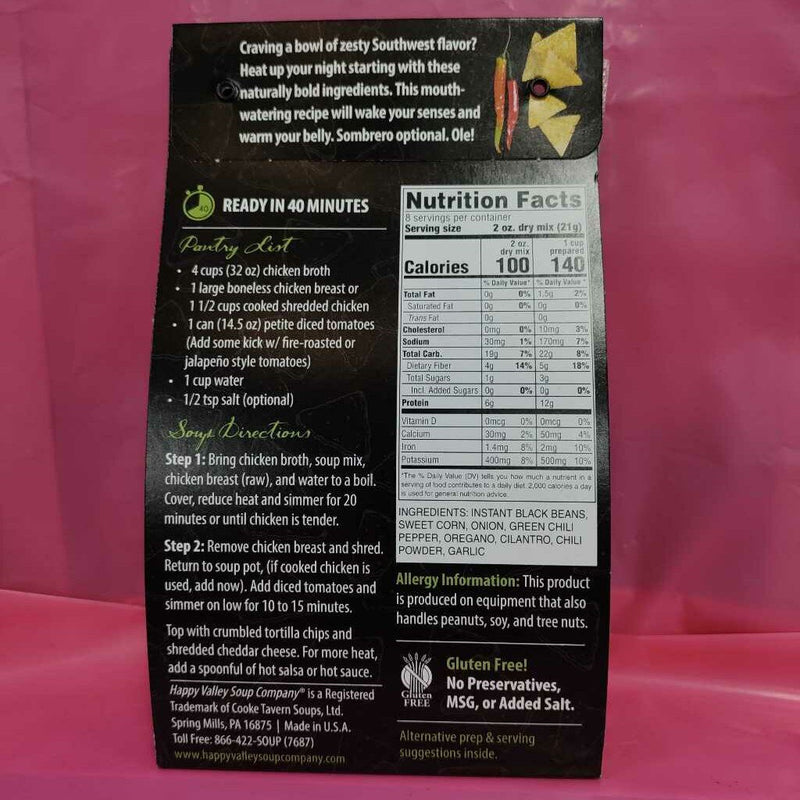 Craving a bowl of zesty Southwest flavor?
Heat up your night starting with these
naturally bold ingredients. This mouth-
watering recipe will wake your senses and
warm your belly. Sombrero optional. Ole!
40
READY IN 40 MINUTES
Pantry List
• 4 cups (32 oz) chicken broth
• 1 large boneless chicken breast or
1 1/2 cups cooked shredded chicken
• 1 can (14.5 oz) petite diced tomatoes
(Add some kick w/ fire-roasted or
jalapeño style tomatoes)
• 1 cup water
• 1/2 tsp salt (optional)
Soup Directions
Step 1: Bring chicken broth, soup mix,
chicken breast (raw), and water to a boil.
Cover, reduce heat and simmer for 20
minutes or until chicken is tender.
Step 2: Remove chicken breast and shred.
Return to soup pot, (if cooked chicken is
used, add now). Add diced tomatoes and
simmer on low for 10 to 15 minutes.
Top with crumbled tortilla chips and
shredded cheddar cheese. For more heat,
add a spoonful of hot salsa or hot sauce.
Happy Valley Soup Company® is a Registered
Trademark of Cooke Tavern Soups, Ltd.
Spring Mills, PA 16875 | Made in U.S.A.
Toll Free: 866-422-SOUP (7687)
www.happyvalleysoupcompany.com
Nutrition Facts
8 servings per container
Serving size 2 oz. dry mix (21g)
2 oz. 1 cup
dry mix prepared
Calories 100 140
% Daily Value* % Daily Value*
Total Fat 0g 0% 1.5g 2%
Saturated Fat 0g 0% 0g 0%
Trans Fat 0g 0g
Cholesterol 0mg 0% 10mg 3%
Sodium 30mg 1% 170mg 7%
Total Carb. 19g 7% 22g 8%
Dietary Fiber 4g 14% 5g 18%
Total Sugars 1g 3g
Incl. Added Sugars 0g 0% 0g 0%
Protein 6g 12g
Vitamin D 0mcg 0% 0mcg 0%
Calcium 30mg 2% 50mg 4%
Iron 1.4mg 8% 2mg 10%
Potassium 400mg 8% 500mg 10%
*The % Daily Value (DV) tells you how much a nutrient in a
serving of food contributes to a daily diet. 2,000 calories a day
is used for general nutrition advice.
INGREDIENTS: INSTANT BLACK BEANS,
SWEET CORN, ONION, GREEN CHILI
PEPPER, OREGANO, CILANTRO, CHILI
POWDER, GARLIC
Allergy Information: This product
is produced on equipment that also
handles peanuts, soy, and tree nuts.
Gluten
FREE
Gluten Free!
No Preservatives,
MSG, or Added Salt.
Alternative prep & serving
suggestions inside.